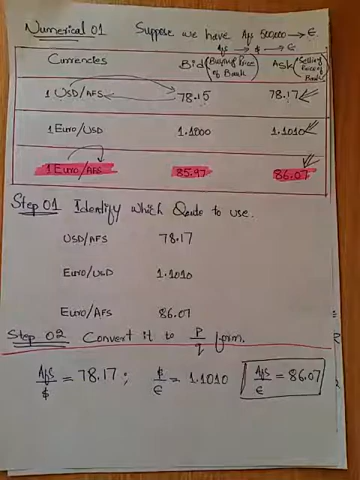 Numerical 01 Suppose we have Afs 500,000 → €.
Afs → $ → €
Currencies Bid (Buying Price of Bank) Ask (Selling Price of Bank)
1 USD/AFS 78.15 78.17
1 Euro/USD 1.1000 1.1010
1 Euro/AFS 85.97 86.07
Step 01 Identify which Quote to use.
USD/AFS 78.17
Euro/USD 1.1010
Euro/AFS 86.07
Step 02 Convert it to P/q form.
Afs/$ = 78.17; $/€ = 1.1010 Afs/€ = 86.07